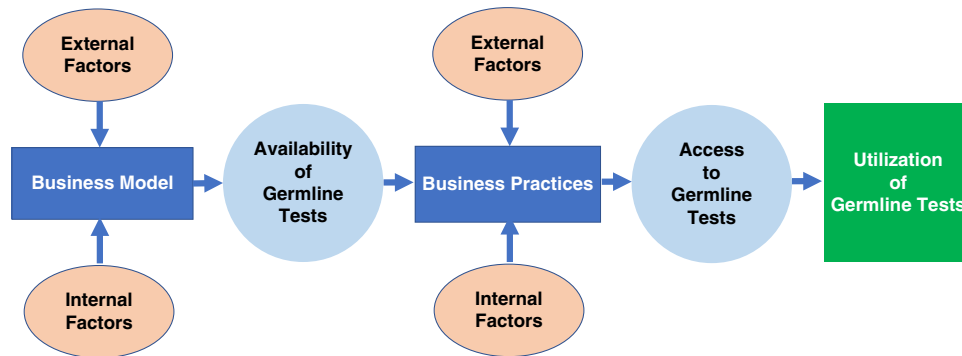 External
Factors
External
Factors
Business Model
Availability
of
Germline
Tests
Business Practices
Access
to
Germline
Tests
Utilization
of
Germline Tests
Internal
Factors
Internal
Factors